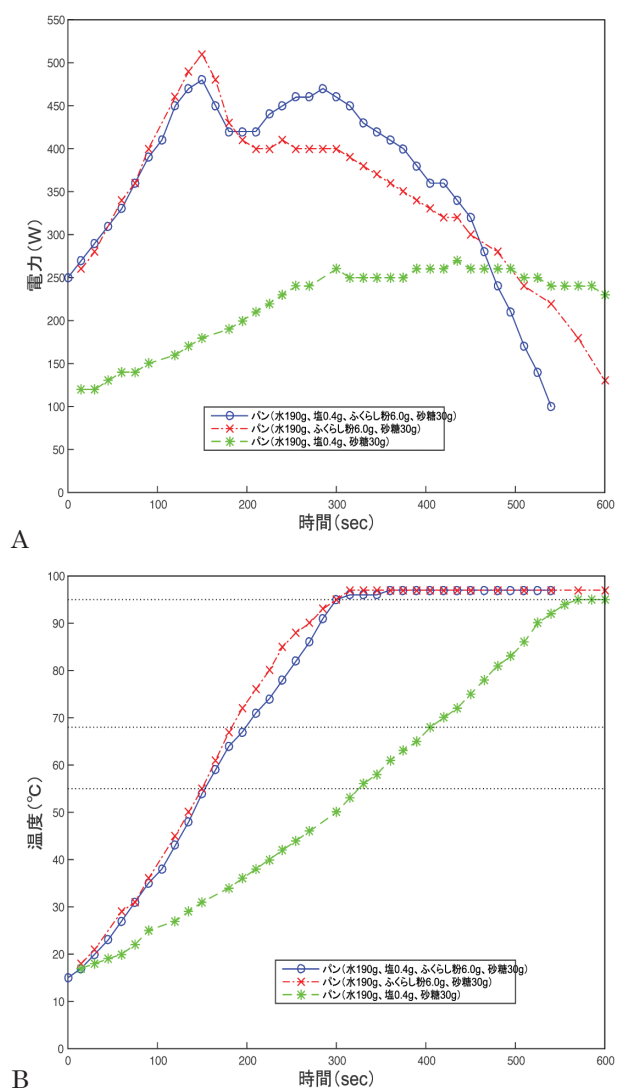 550
500
450
400
350
300
250
200
150
100
50
0
電力(W)
パン(水190g、塩0.4g、ふくらし粉6.0g、砂糖30g)
パン(水190g、ふくらし粉6.0g、砂糖30g)
パン(水190g、塩0.4g、砂糖30g)
0 100 200 300 400 500 600
時間(sec)
A
100
90
80
70
60
50
40
30
20
10
0
温度(℃)
パン(水190g、塩0.4g、ふくらし粉6.0g、砂糖30g)
パン(水190g、ふくらし粉6.0g、砂糖30g)
パン(水190g、塩0.4g、砂糖30g)
0 100 200 300 400 500 600
時間(sec)
B